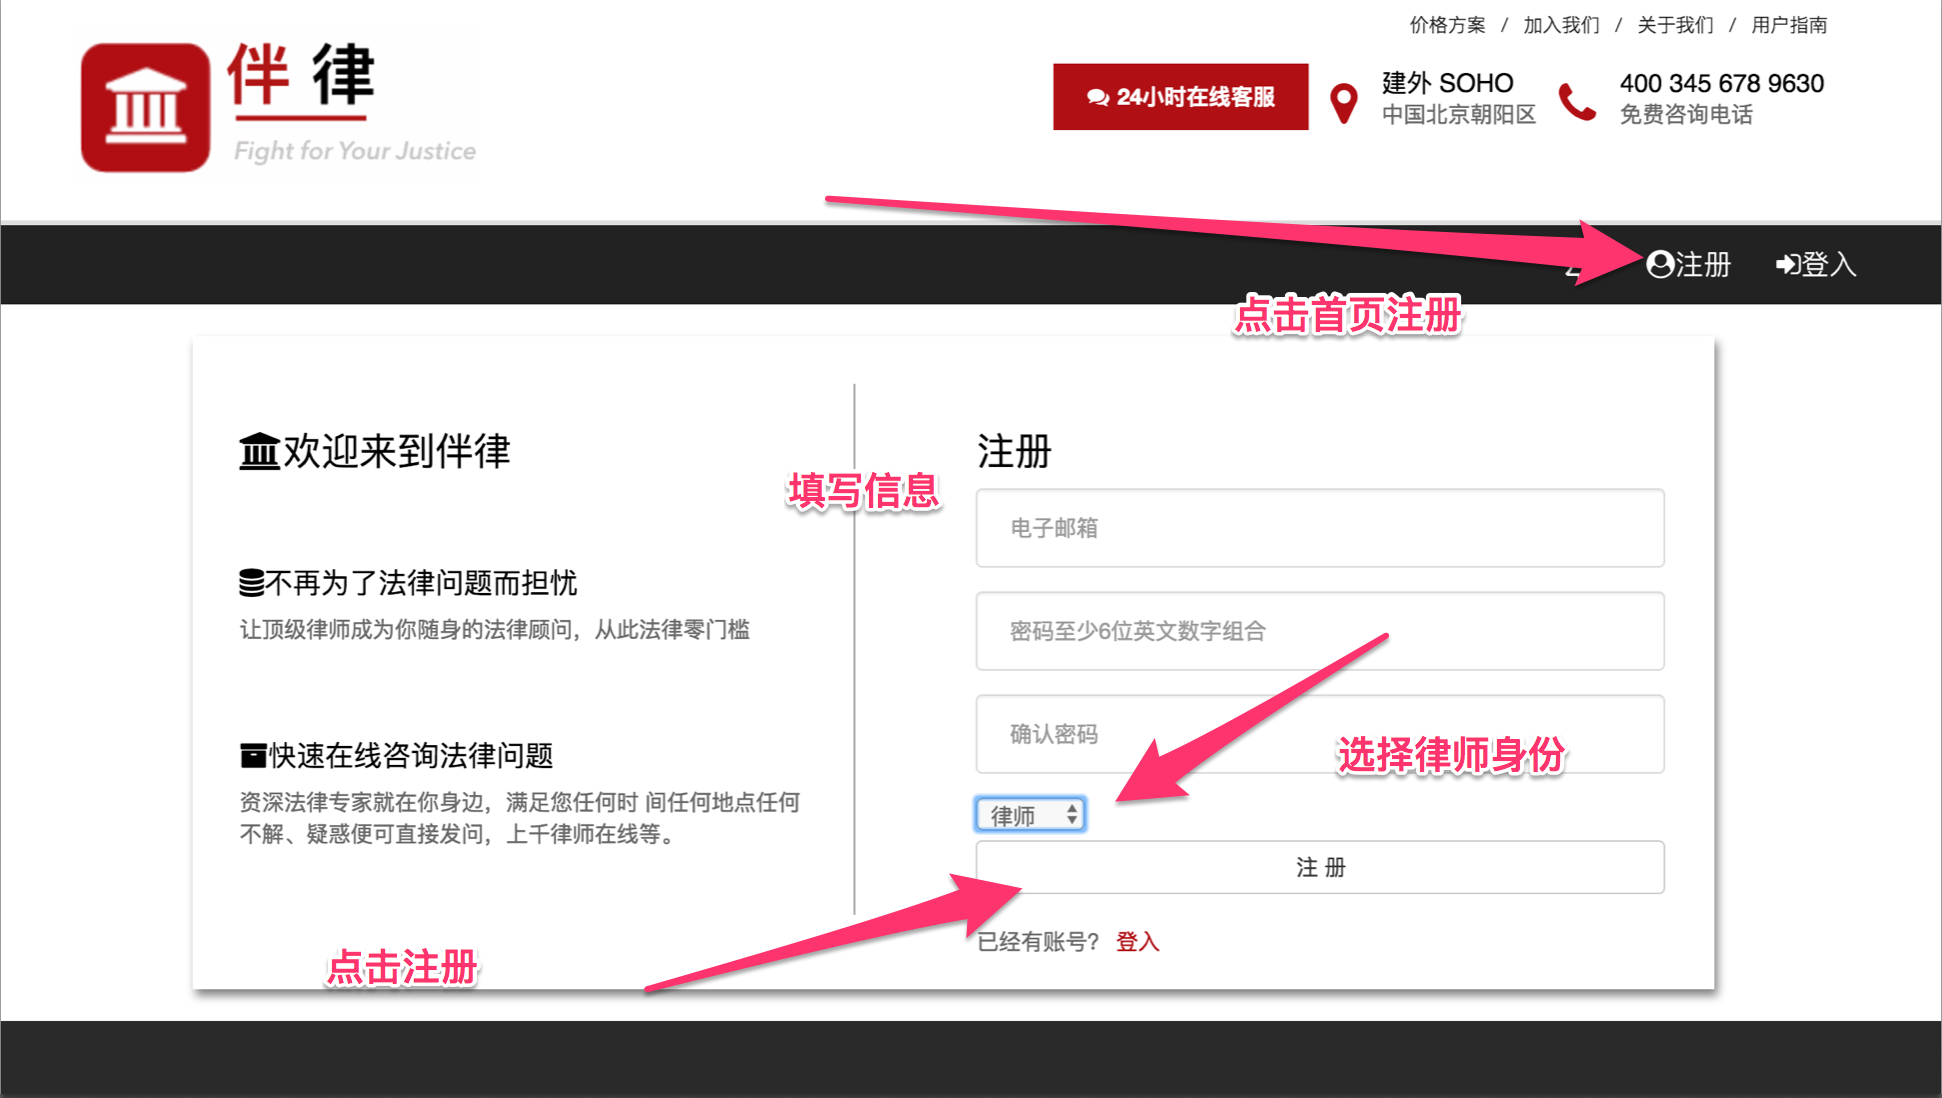 价格方案 / 加入我们 / 关于我们 / 用户指南
伴律
Fight for Your Justice
24小时在线客服
建外 SOHO
中国北京朝阳区
400 345 678 9630
免费咨询电话
注册
登入
点击首页注册
欢迎来到伴律
不再为了法律问题而担忧
让顶级律师成为你随身的法律顾问，从此法律零门槛
快速在线咨询法律问题
资深法律专家就在你身边，满足您任何时 间任何地点任何
不解、疑惑便可直接发问，上千律师在线等。
填写信息
注册
电子邮箱
密码至少6位英文数字组合
确认密码
选择律师身份
律师
注 册
已经有账号? 登入
点击注册